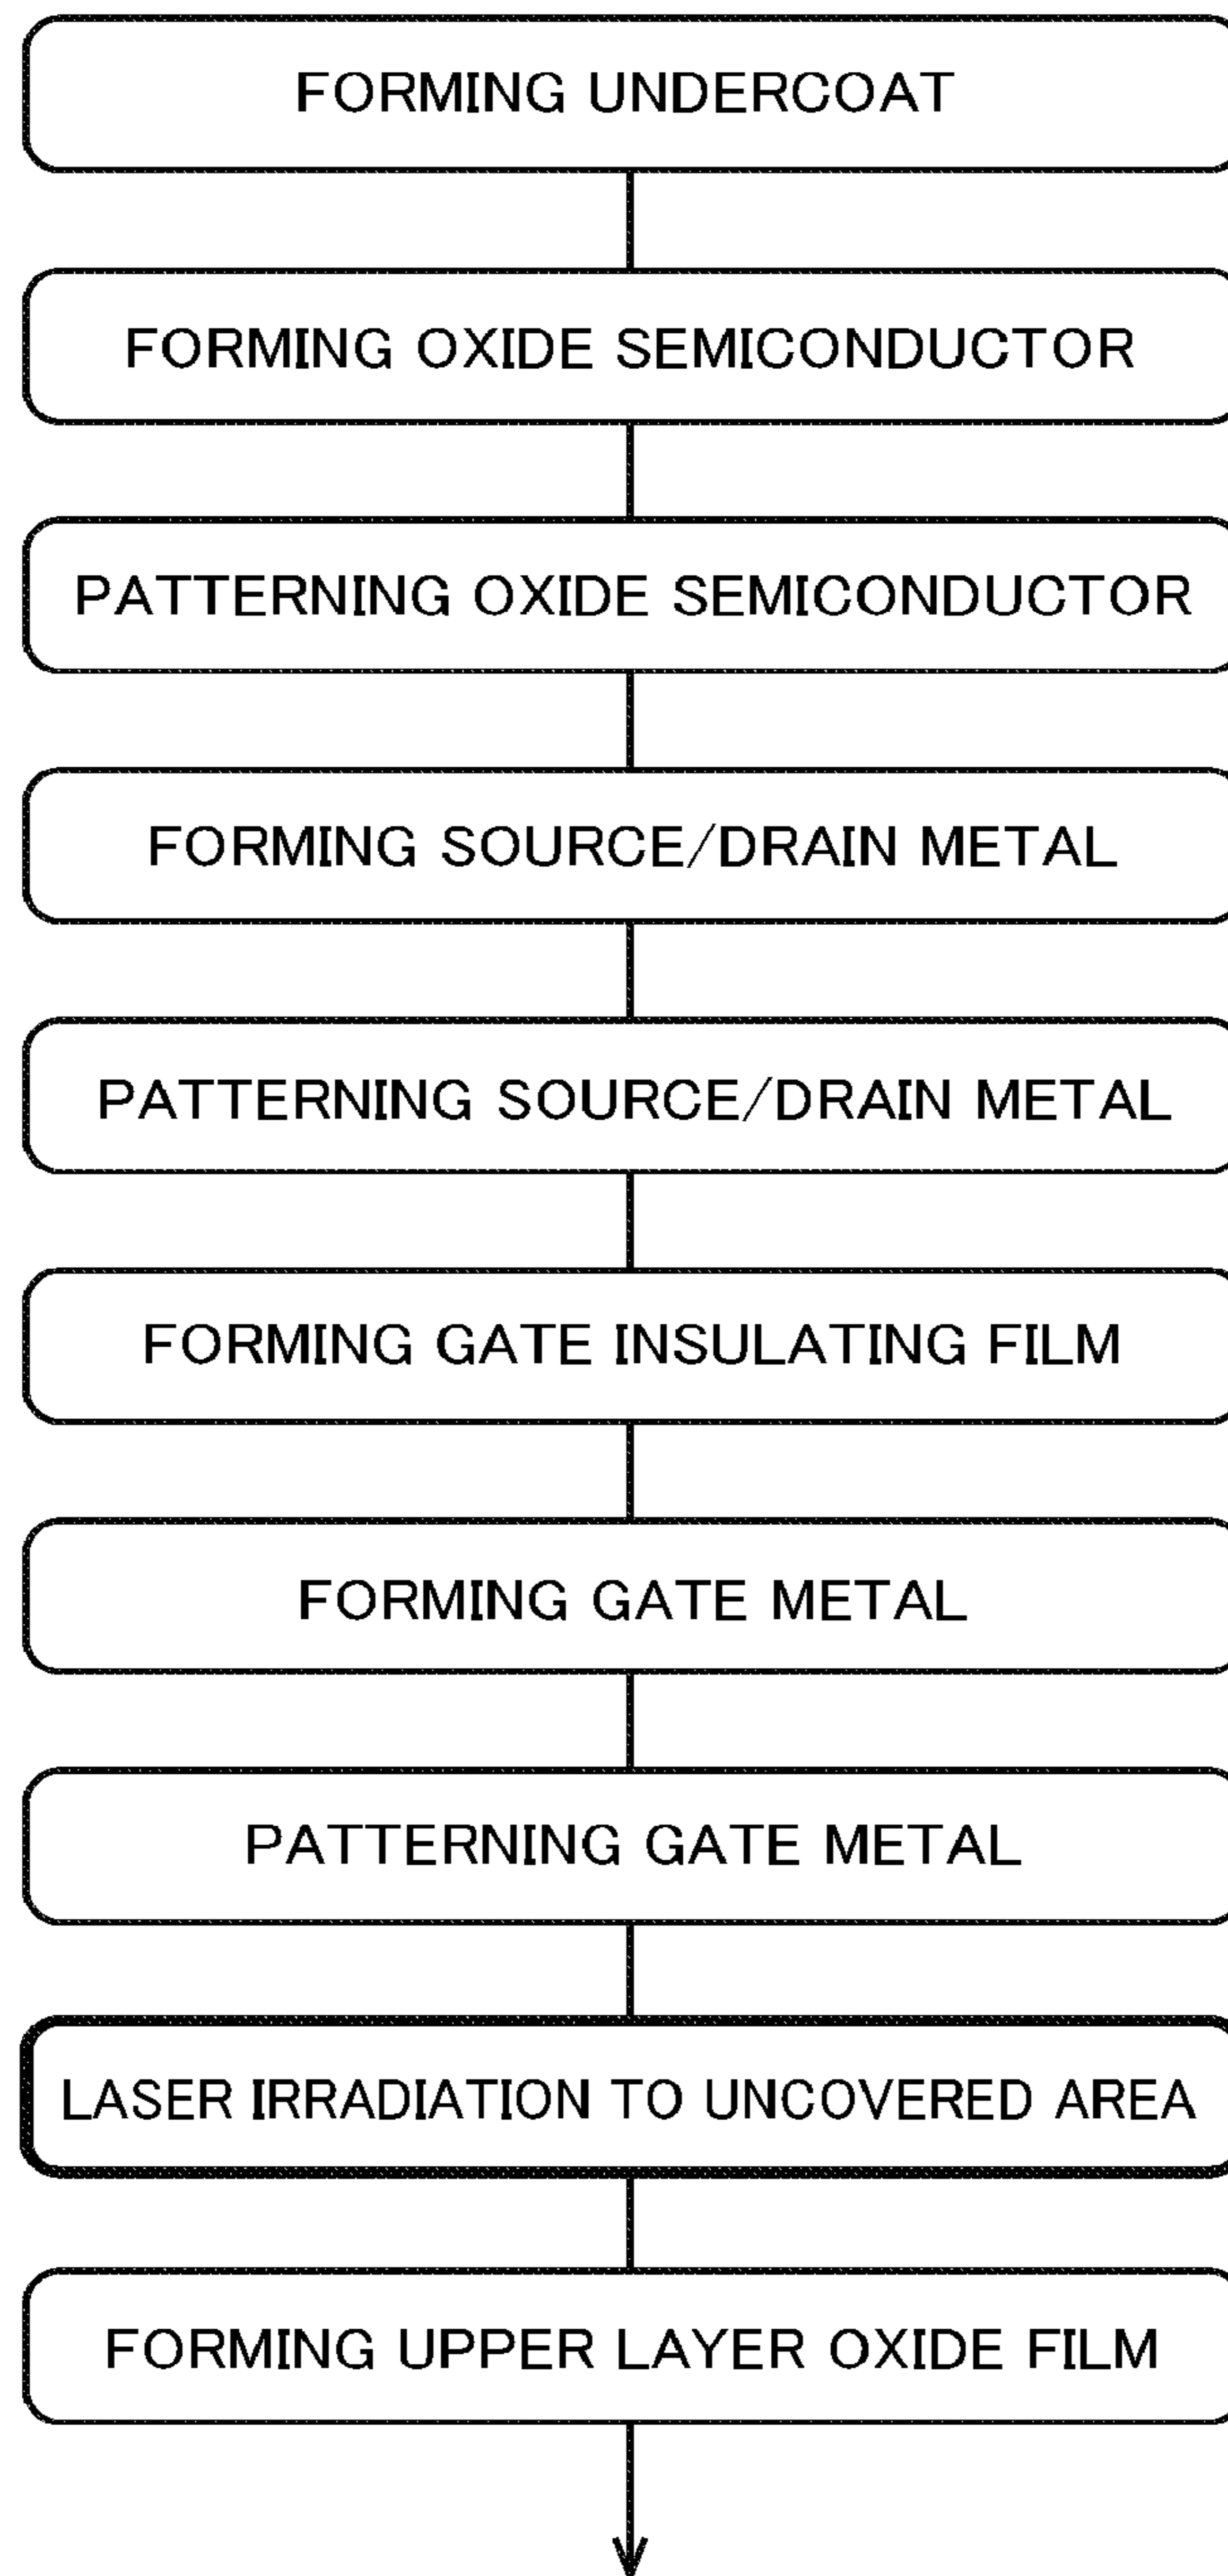 FORMING UNDERCOAT
FORMING OXIDE SEMICONDUCTOR
PATTERNING OXIDE SEMICONDUCTOR
FORMING SOURCE/DRAIN METAL
PATTERNING SOURCE/DRAIN METAL
FORMING GATE INSULATING FILM
FORMING GATE METAL
PATTERNING GATE METAL
LASER IRRADIATION TO UNCOVERED AREA
FORMING UPPER LAYER OXIDE FILM